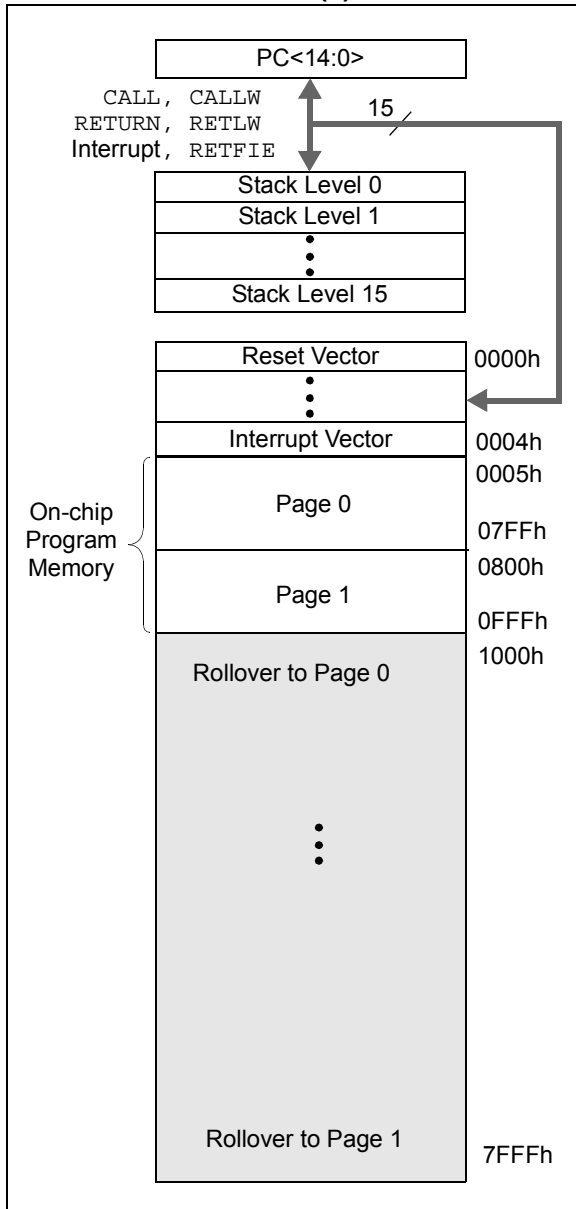 PC<14:0>
CALL, CALLW
RETURN, RETLW
Interrupt, RETFIE
15
Stack Level 0
Stack Level 1
Stack Level 15
Reset Vector
0000h
Interrupt Vector
0004h
0005h
On-chip
Program
Memory
Page 0
07FFh
0800h
Page 1
0FFFh
1000h
Rollover to Page 0
Rollover to Page 1
7FFFh